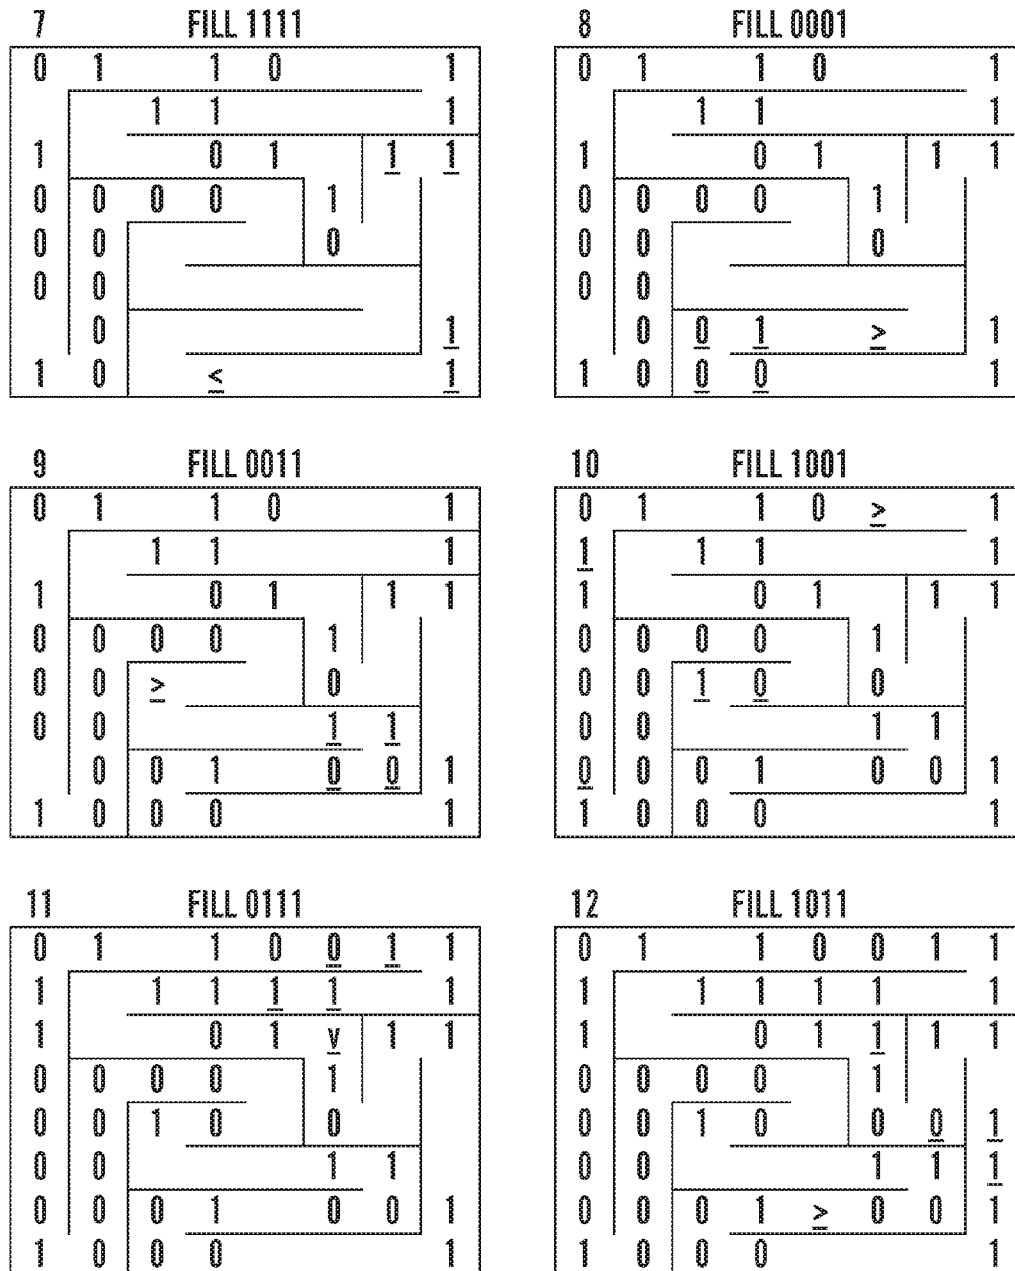 7 FILL 1111
0 1 1 0 1
1 1 1
1 0 1 1 1
0 0 0 0 1
0 0 0
0 0
0 1
1 0 < 1
8 FILL 0001
0 1 1 0 1
1 1 1
1 0 1 1 1
0 0 0 0 1
0 0 0
0 0
0 0 1 > 1
1 0 0 0 1
9 FILL 0011
0 1 1 0 1
1 1 1
1 0 1 1 1
0 0 0 0 1
0 0 > 0
0 0 1 1
0 0 1 0 0 1
1 0 0 0 1
10 FILL 1001
0 1 1 0 > 1
1 1 1 1
1 0 1 1 1
0 0 0 0 1
0 0 1 0 0
0 0 1 1
0 0 0 1 0 0 1
1 0 0 0 1
11 FILL 0111
0 1 1 0 0 1 1
1 1 1 1 1 1
1 0 1 v 1 1
0 0 0 0 1
0 0 1 0 0
0 0 1 1
0 0 0 1 0 0 1
1 0 0 0 1
12 FILL 1011
0 1 1 0 0 1 1
1 1 1 1 1 1
1 0 1 1 1 1
0 0 0 0 1
0 0 1 0 0 0 1
0 0 1 1 1
0 0 0 1 > 0 0 1
1 0 0 0 1